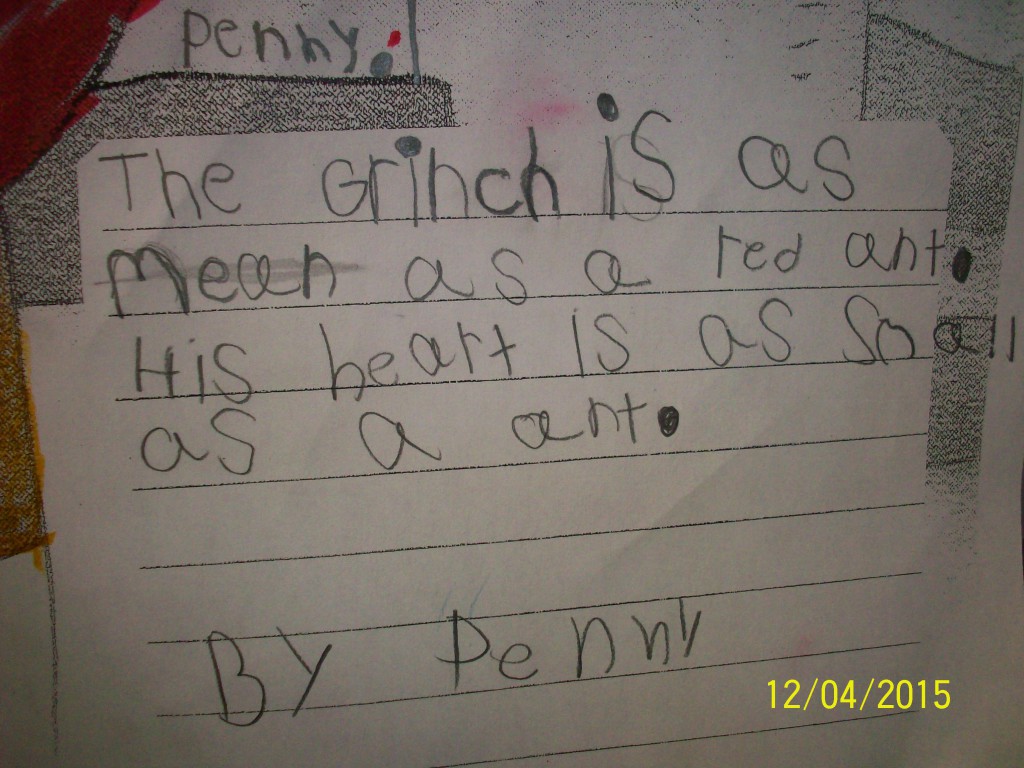 penny.
The Grinch is as
mean as a red ant.
His heart is as small
as a ant.
By Penny
12/04/2015